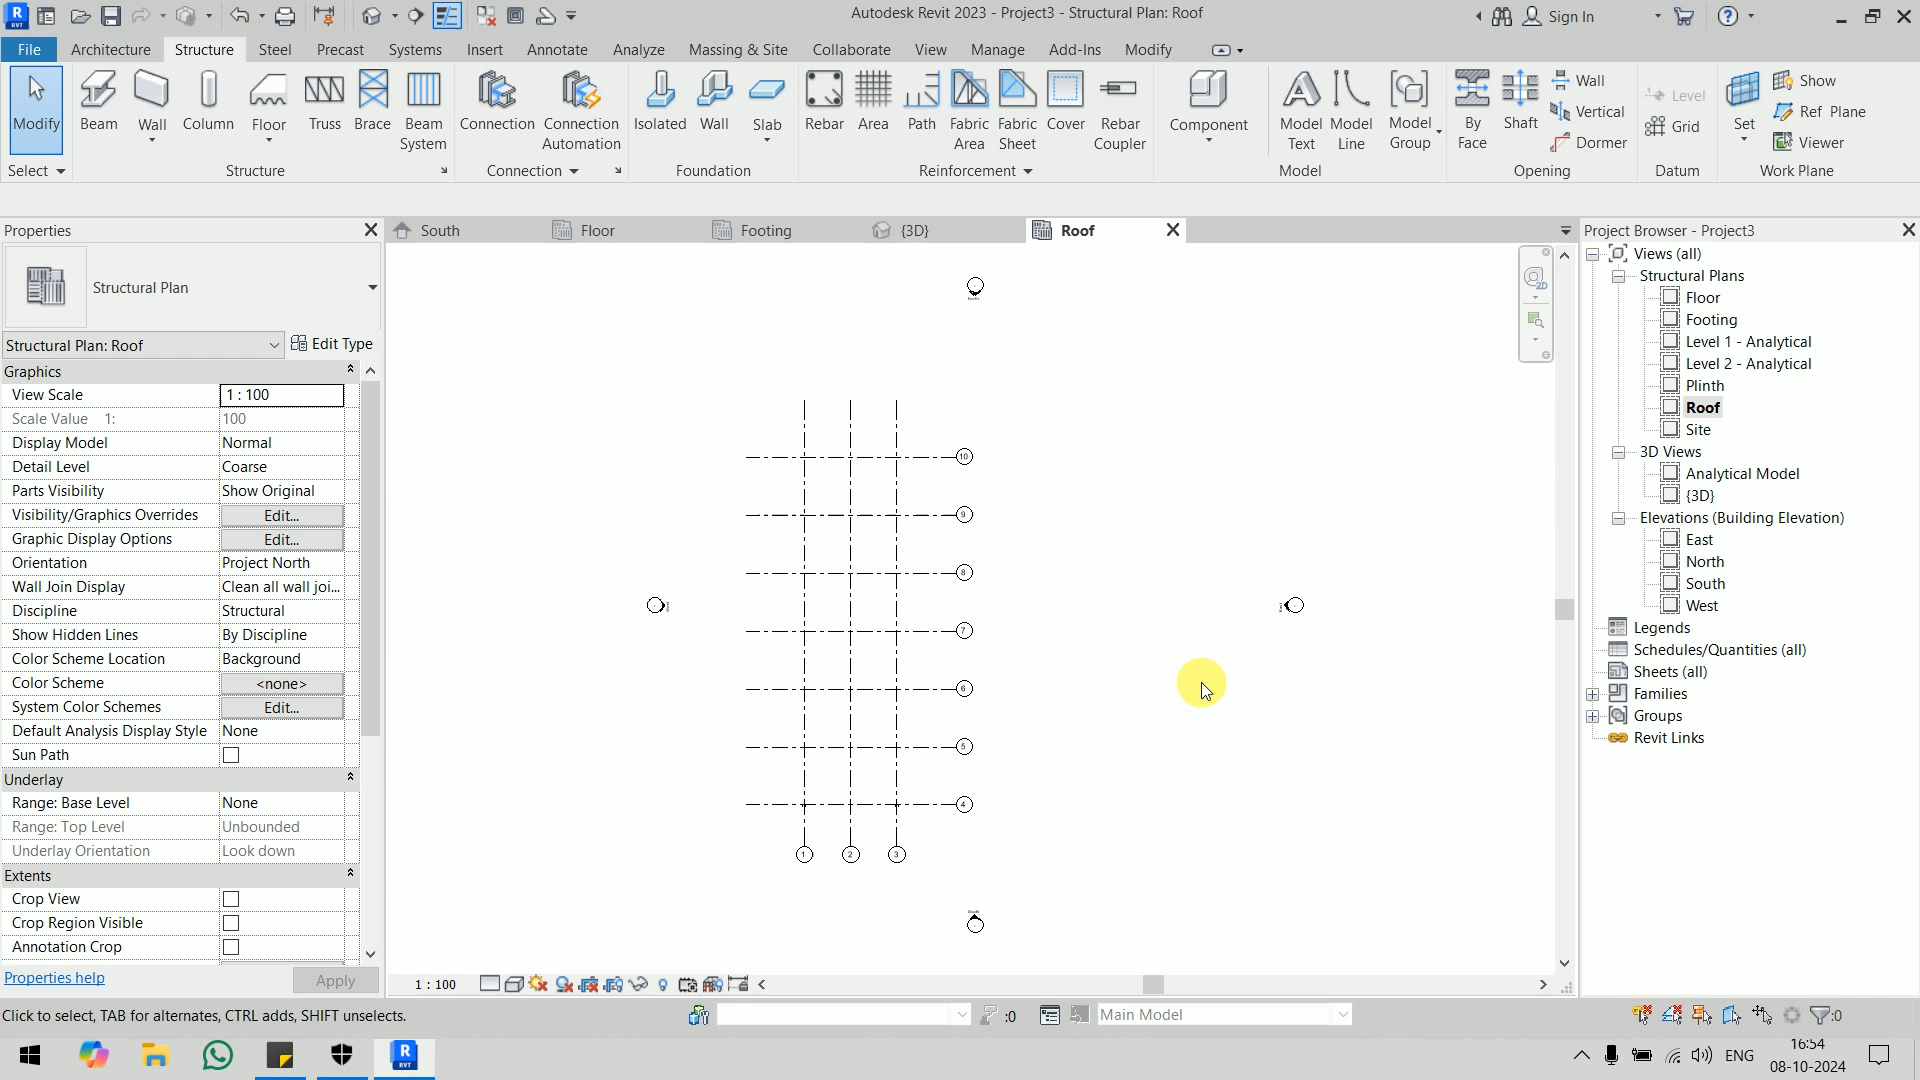 Autodesk Revit 2023 - Project3 - Structural Plan: Roof
Sign In
File Architecture Structure Steel Precast Systems Insert Annotate Analyze Massing & Site Collaborate View Manage Add-Ins Modify
Modify
Beam
Wall
Column
Floor
Truss
Brace
Beam System
Connection
Connection Automation
Isolated
Wall
Slab
Rebar
Area
Path
Fabric Area
Fabric Sheet
Cover
Rebar Coupler
Component
Model Text
Model Line
Model Group
By Face
Shaft
Wall
Vertical
Dormer
Level
Grid
Set
Show
Ref Plane
Viewer
Select Structure Connection Foundation Reinforcement Model Opening Datum Work Plane
Properties
South Floor Footing {3D} Roof
Project Browser - Project3
Structural Plan
Structural Plan: Roof Edit Type
Graphics
View Scale 1 : 100
Scale Value 1: 100
Display Model Normal
Detail Level Coarse
Parts Visibility Show Original
Visibility/Graphics Overrides Edit...
Graphic Display Options Edit...
Orientation Project North
Wall Join Display Clean all wall joi...
Discipline Structural
Show Hidden Lines By Discipline
Color Scheme Location Background
Color Scheme <none>
System Color Schemes Edit...
Default Analysis Display Style None
Sun Path
Underlay
Range: Base Level None
Range: Top Level Unbounded
Underlay Orientation Look down
Extents
Crop View
Crop Region Visible
Annotation Crop
Properties help Apply
2D
10
9
8
7
6
5
4
1 2 3
Views (all)
Structural Plans
Floor
Footing
Level 1 - Analytical
Level 2 - Analytical
Plinth
Roof
Site
3D Views
Analytical Model
{3D}
Elevations (Building Elevation)
East
North
South
West
Legends
Schedules/Quantities (all)
Sheets (all)
Families
Groups
Revit Links
1 : 100
Click to select, TAB for alternates, CTRL adds, SHIFT unselects.
:0
Main Model
:0
ENG
16:54
08-10-2024